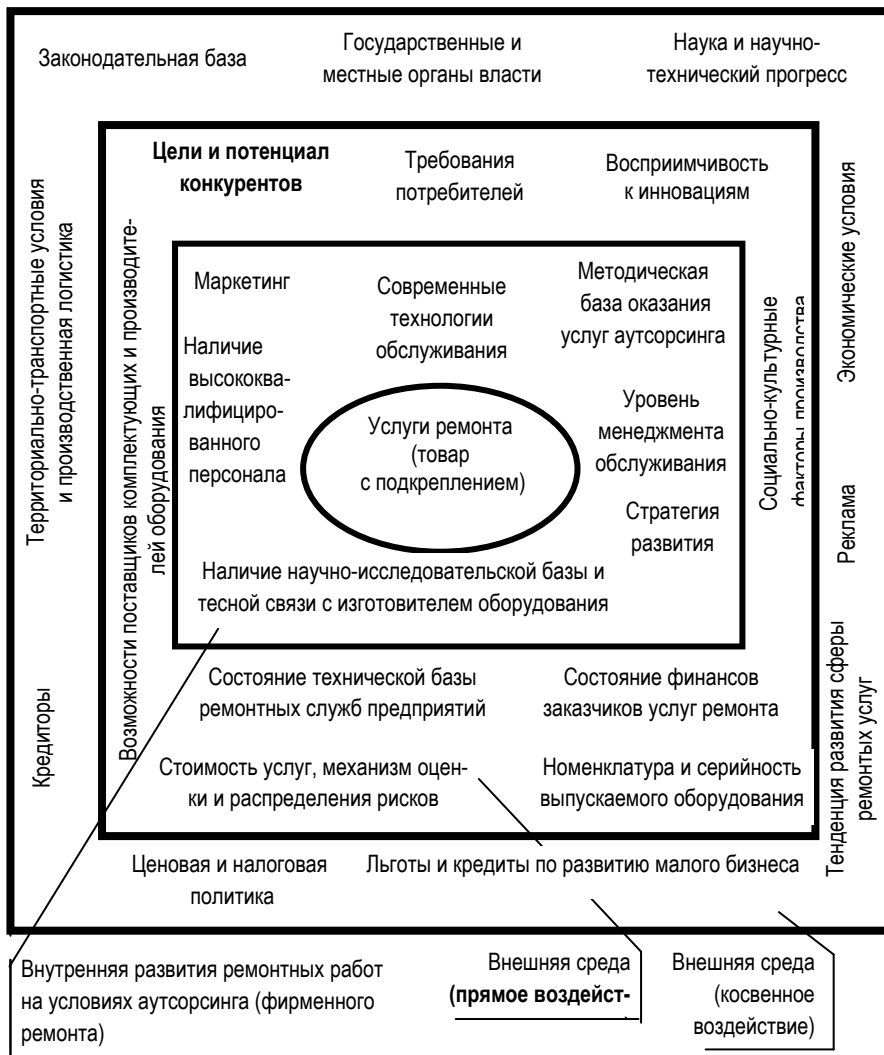 Законодательная база
Государственные и
местные органы власти
Наука и научно-
технический прогресс
Цели и потенциал
конкурентов
Требования
потребителей
Восприимчивость
к инновациям
Территориально-транспортные условия
и производственная логистика
Кредиторы
Возможности поставщиков комплектующих и производите-
лей оборудования
Маркетинг
Современные
технологии
обслуживания
Методическая
база оказания
услуг аутсорсинга
Наличие
высококва-
лифициро-
ванного
персонала
Услуги ремонта
(товар
с подкреплением)
Уровень
менеджмента
обслуживания
Стратегия
развития
Наличие научно-исследовательской базы и
тесной связи с изготовителем оборудования
Социально-культурные
факторы производства
Экономические условия
Реклама
Тенденция развития сферы
ремонтых услуг
Состояние технической базы
ремонтных служб предприятий
Состояние финансов
заказчиков услуг ремонта
Стоимость услуг, механизм оцен-
ки и распределения рисков
Номенклатура и серийность
выпускаемого оборудования
Ценовая и налоговая
политика
Льготы и кредиты по развитию малого бизнеса
Внутренняя развития ремонтных работ
на условиях аутсорсинга (фирменного
ремонта)
Внешняя среда
(прямое воздейст-
Внешняя среда
(косвенное
воздействие)